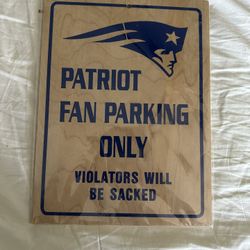 PATRIOT
FAN PARKING
ONLY
VIOLATORS WILL
BE SACKED